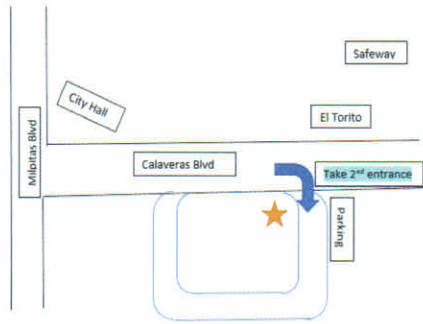 Safeway
City Hall
El Torito
Milpitas Blvd
Calaveras Blvd
Take 2nd entrance
Parking